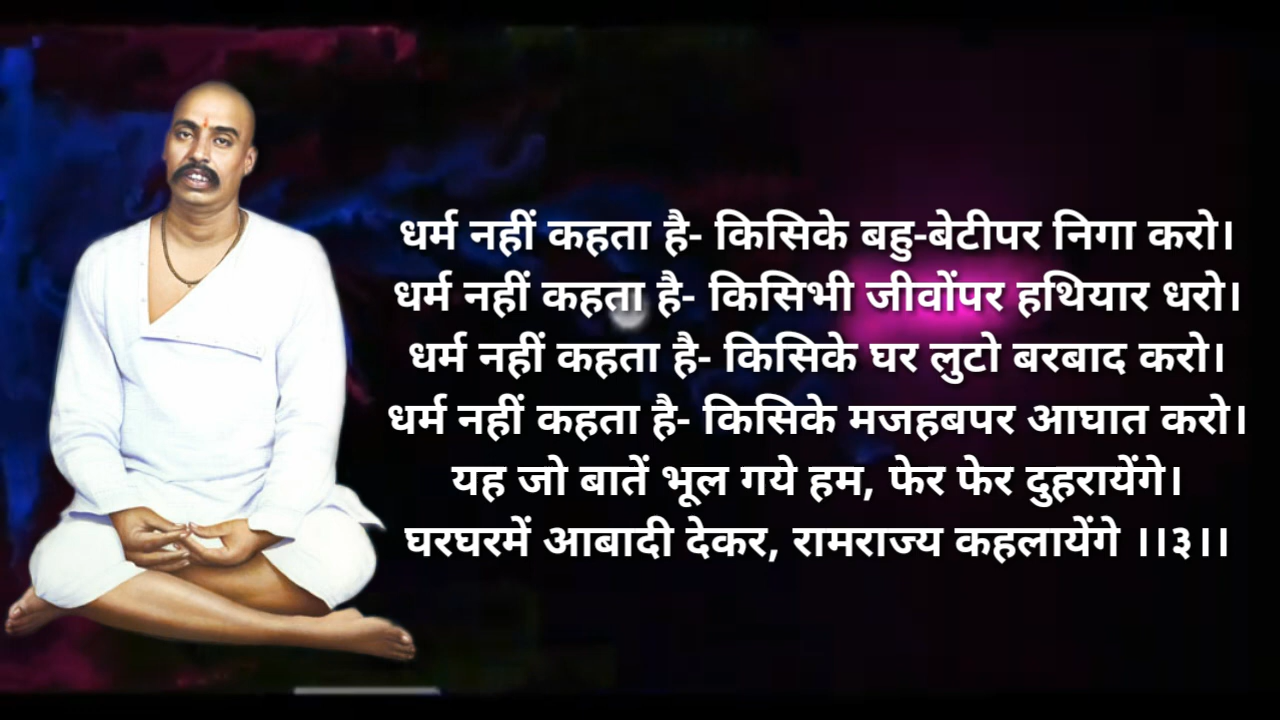 धर्म नहीं कहता है- किसिके बहु-बेटीपर निगा करो।
धर्म नहीं कहता है- किसिभी जीवोंपर हथियार धरो।
धर्म नहीं कहता है- किसिके घर लुटो बरबाद करो।
धर्म नहीं कहता है- किसिके मजहबपर आघात करो।
यह जो बातें भूल गये हम, फेर फेर दुहरायेंगे।
घरघरमें आबादी देकर, रामराज्य कहलायेंगे ।।३।।